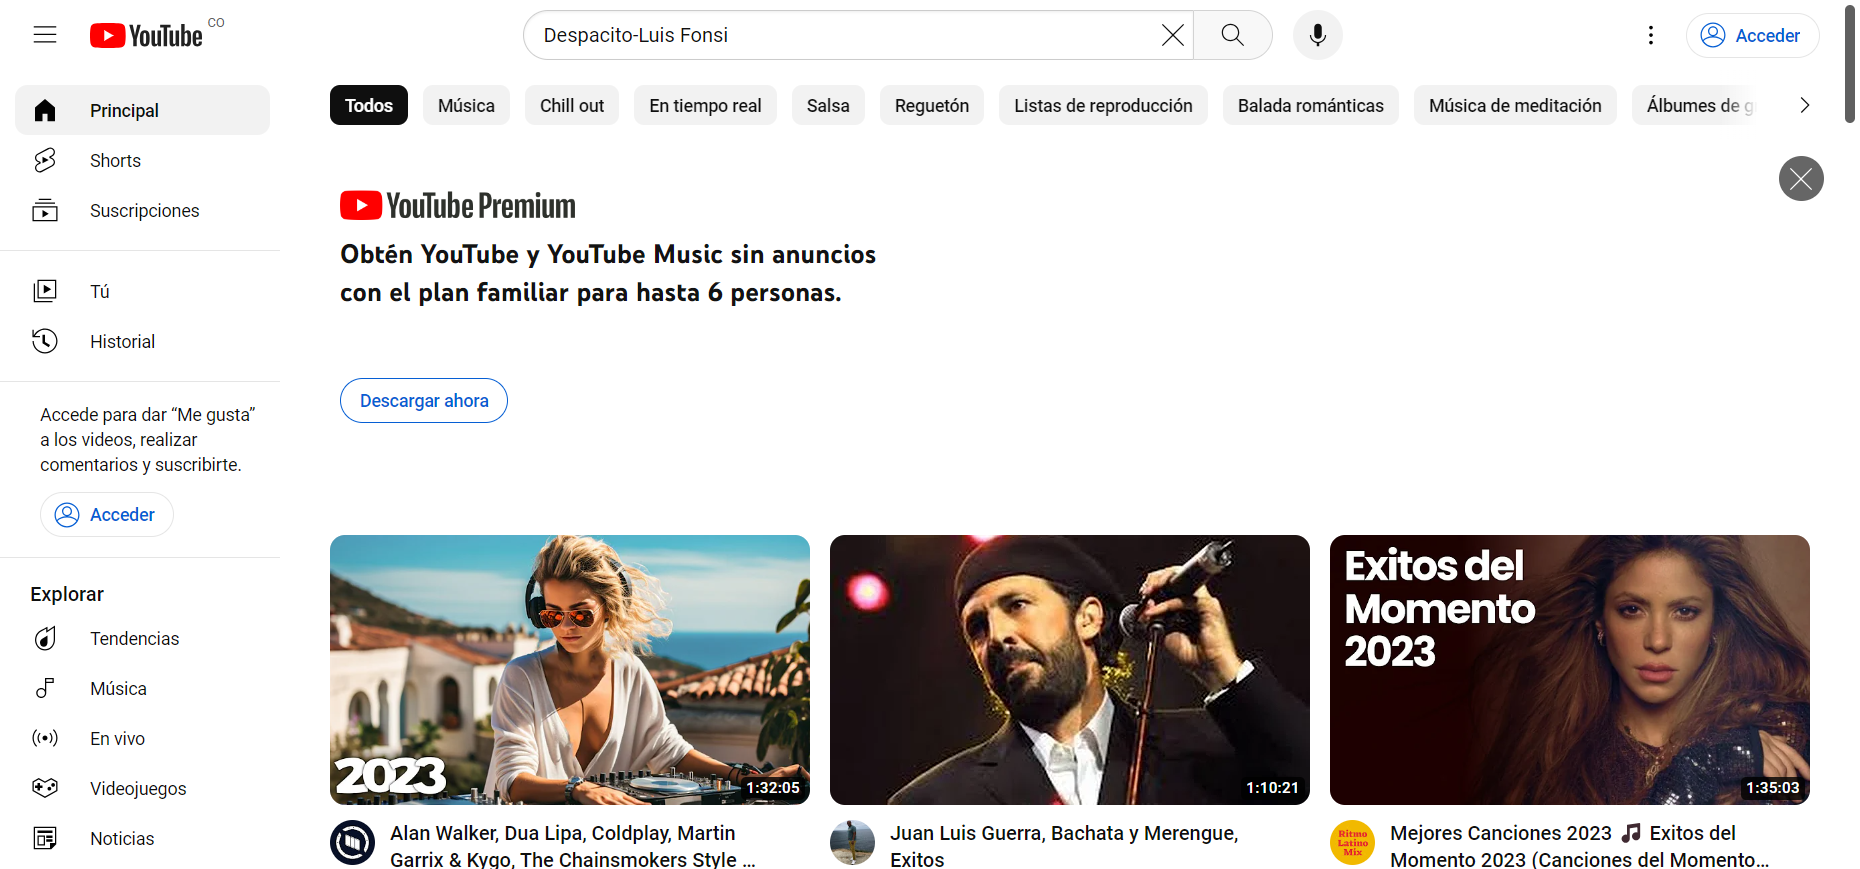 YouTube CO
Despacito-Luis Fonsi
Acceder
Principal
Shorts
Suscripciones
Tú
Historial
Accede para dar “Me gusta”
a los videos, realizar
comentarios y suscribirte.
Acceder
Explorar
Tendencias
Música
En vivo
Videojuegos
Noticias
Todos
Música
Chill out
En tiempo real
Salsa
Reguetón
Listas de reproducción
Balada románticas
Música de meditación
Álbumes de g
YouTube Premium
Obtén YouTube y YouTube Music sin anuncios
con el plan familiar para hasta 6 personas.
Descargar ahora
2023
1:32:05
Alan Walker, Dua Lipa, Coldplay, Martin
Garrix & Kygo, The Chainsmokers Style ...
1:10:21
Juan Luis Guerra, Bachata y Merengue,
Exitos
Exitos del
Momento
2023
1:35:03
Ritmo
Latino
Mix
Mejores Canciones 2023 🎵 Exitos del
Momento 2023 (Canciones del Momento...